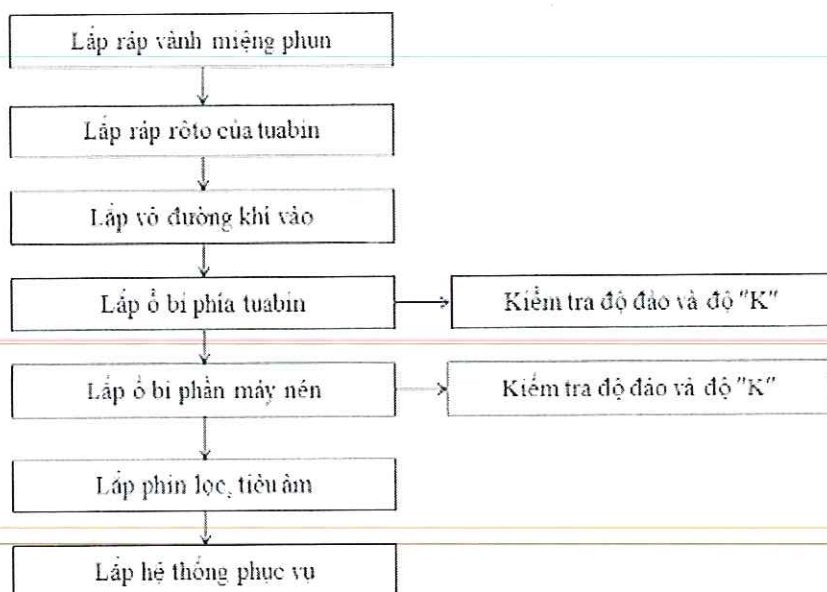 Lắp ráp vành miệng phun
Lắp ráp rôto của tuabin
Lắp vỏ đường khí vào
Lắp ổ bi phía tuabin
Kiểm tra độ đảo và độ "K"
Lắp ổ bi phần máy nén
Kiểm tra độ đảo và độ "K"
Lắp phin lọc, tiêu âm
Lắp hệ thống phục vụ